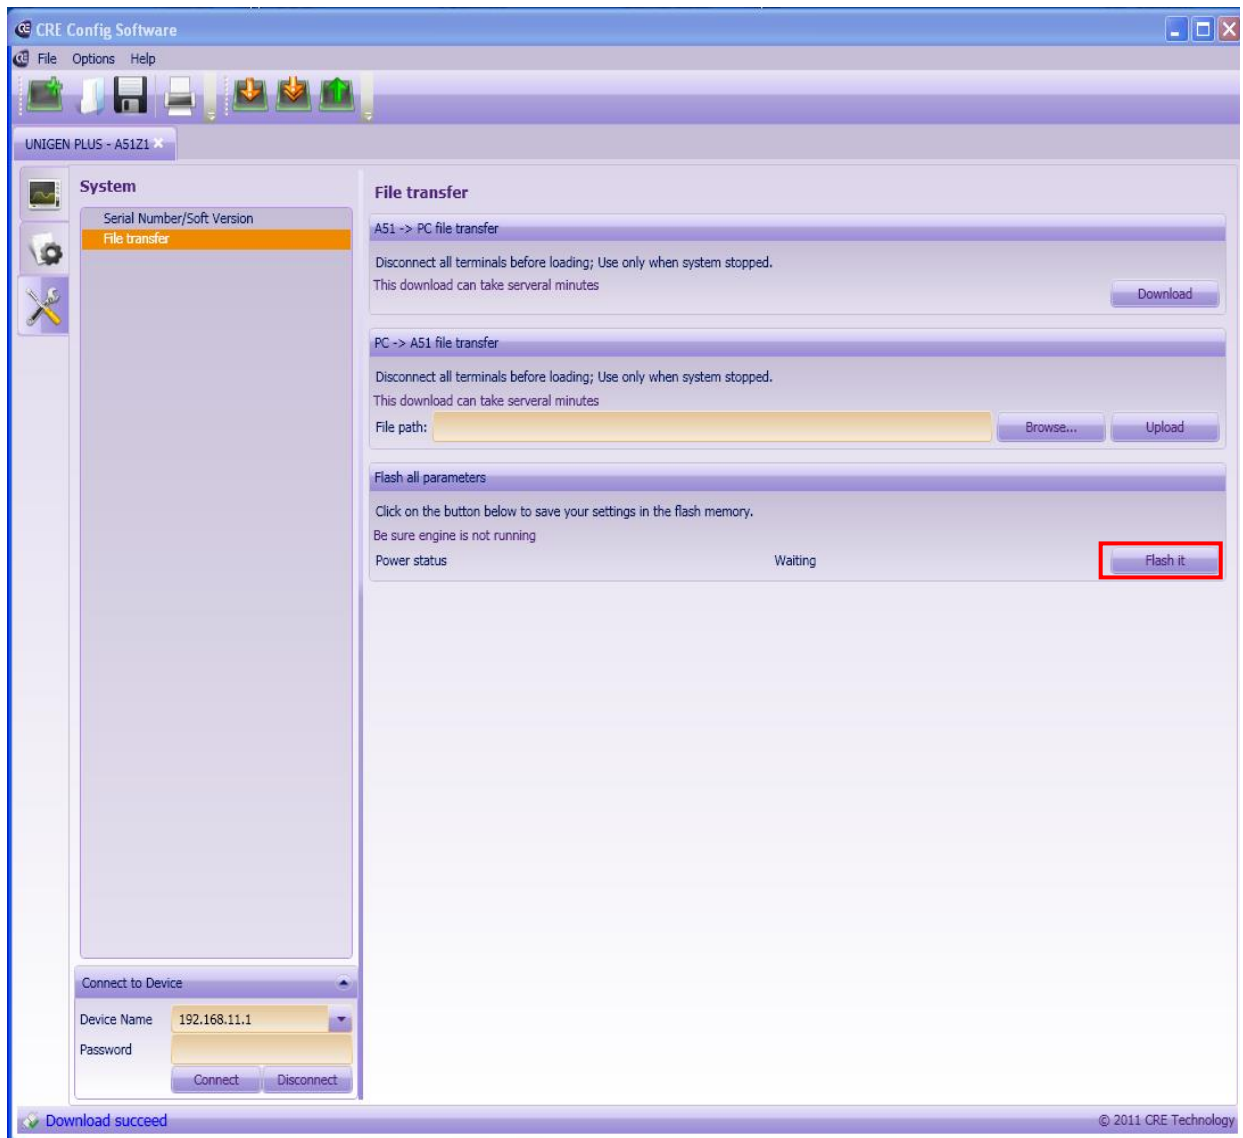 CRE Config Software
File Options Help
UNIGEN PLUS - A51Z1
System
Serial Number/Soft Version
File transfer
File transfer
A51 -> PC file transfer
Disconnect all terminals before loading; Use only when system stopped.
This download can take serveral minutes
Download
PC -> A51 file transfer
Disconnect all terminals before loading; Use only when system stopped.
This download can take serveral minutes
File path: Browse... Upload
Flash all parameters
Click on the button below to save your settings in the flash memory.
Be sure engine is not running
Power status Waiting Flash it
Connect to Device
Device Name 192.168.11.1
Password
Connect Disconnect
Download succeed
© 2011 CRE Technology